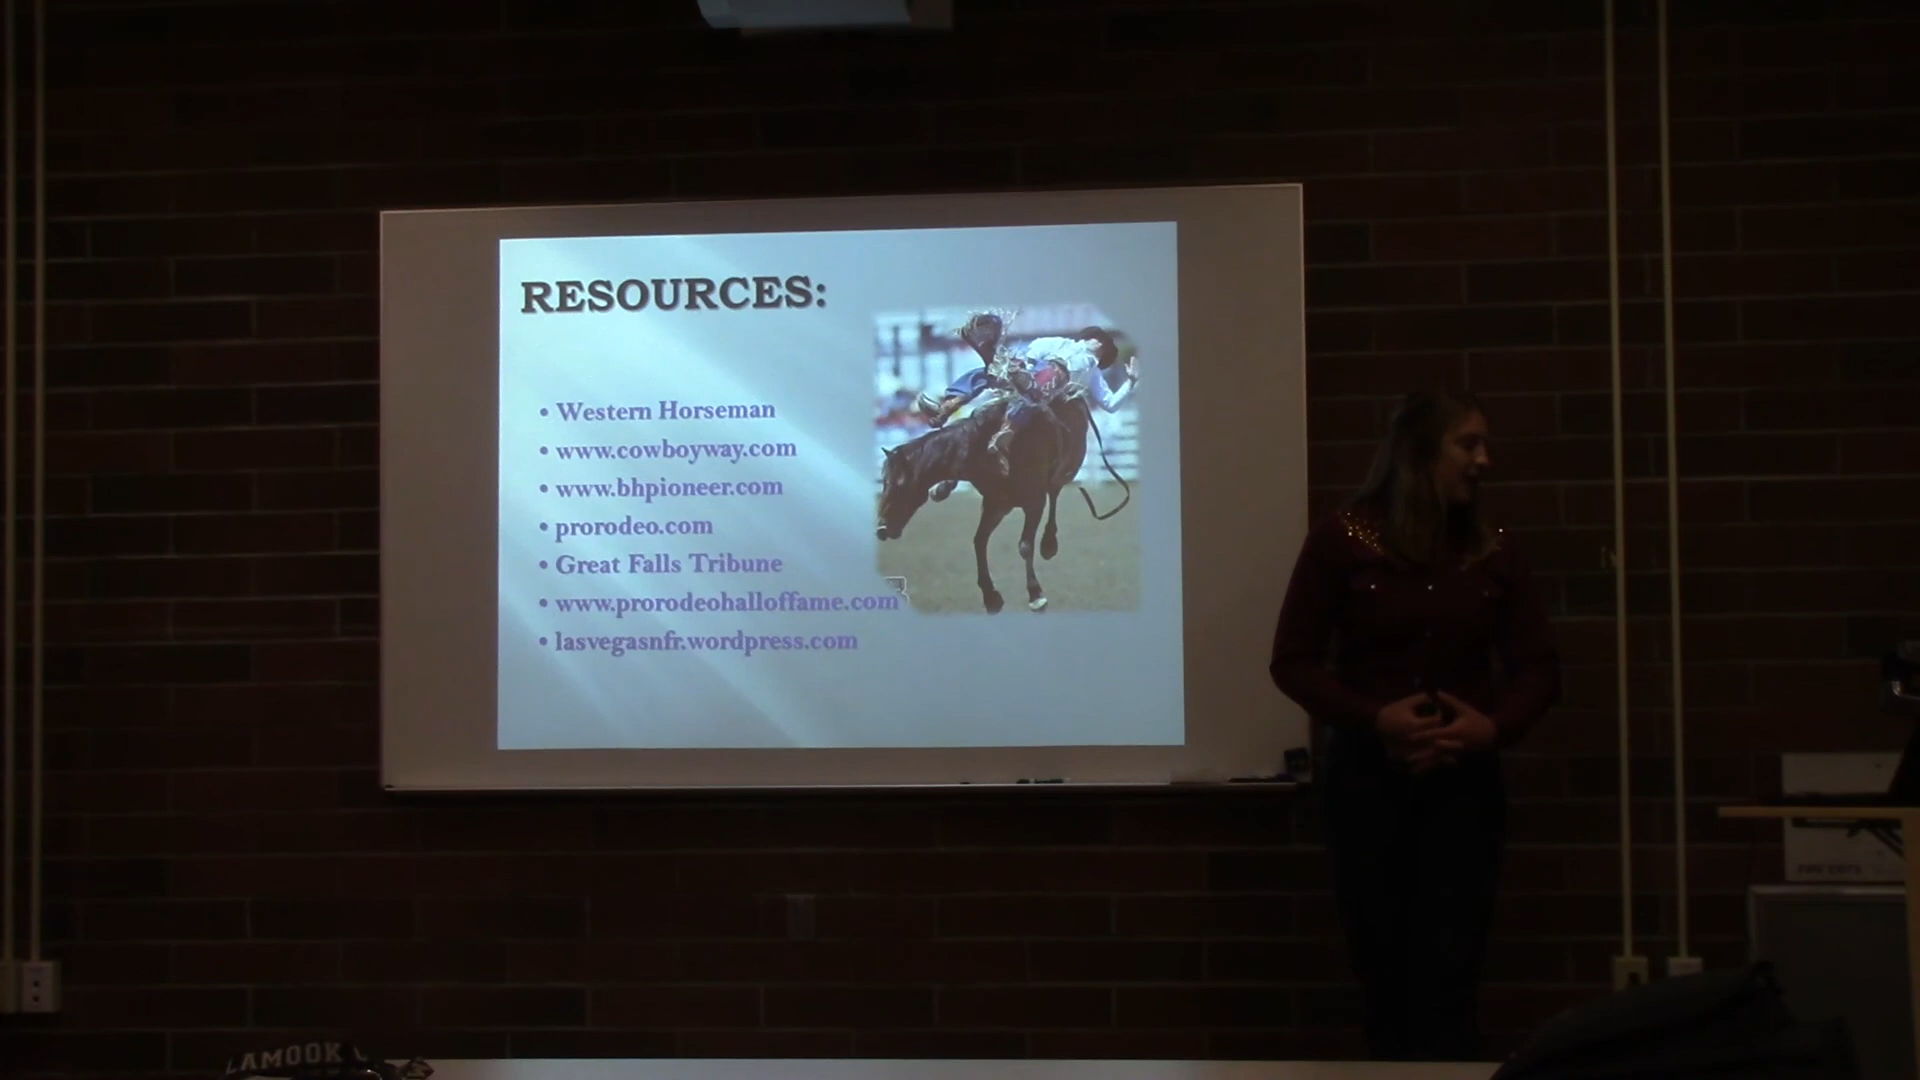 RESOURCES:
• Western Horseman
• www.cowboyway.com
• www.bhpioneer.com
• prorodeo.com
• Great Falls Tribune
• www.prorodeohalloffame.com
• lasvegasnfr.wordpress.com
LAMOOK